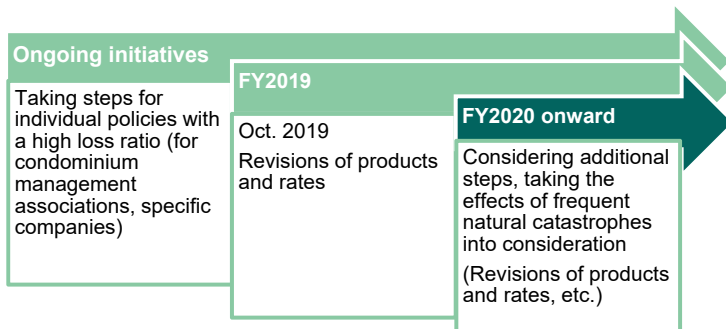 Ongoing initiatives
Taking steps for
individual policies with
a high loss ratio (for
condominium
management
associations, specific
companies)
FY2019
Oct. 2019
Revisions of products
and rates
FY2020 onward
Considering additional
steps, taking the
effects of frequent
natural catastrophes
into consideration
(Revisions of products
and rates, etc.)